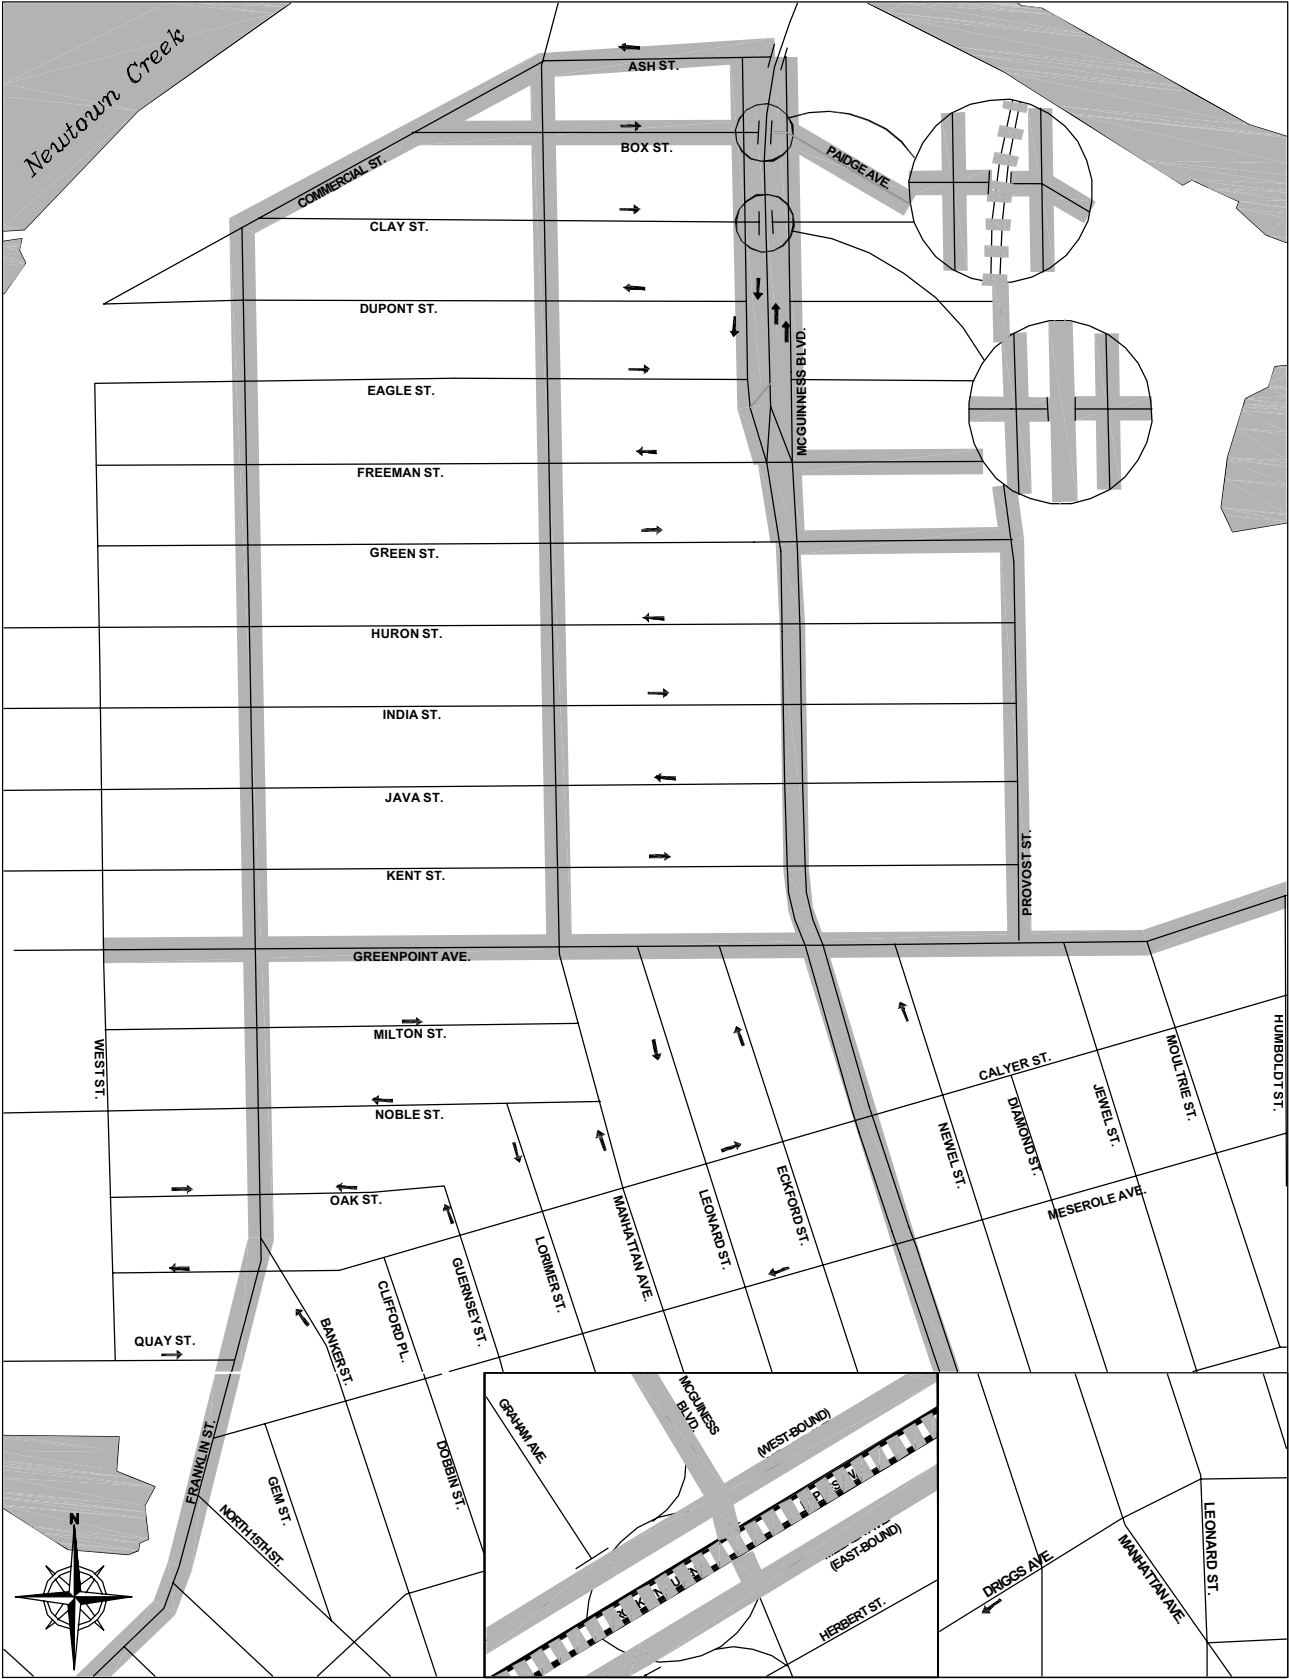 Newtown Creek
ASH ST.
BOX ST.
PAIDGE AVE.
COMMERCIAL ST.
CLAY ST.
DUPONT ST.
MCGUINNESS BLVD.
EAGLE ST.
FREEMAN ST.
GREEN ST.
HURON ST.
INDIA ST.
JAVA ST.
KENT ST.
PROVOST ST.
GREENPOINT AVE.
MILTON ST.
WEST ST.
CALYER ST.
MOULTRIE ST.
HUMBOLDT ST.
NOBLE ST.
JEWEL ST.
DIAMOND ST.
NEWEL ST.
OAK ST.
MANHATTAN AVE.
LEONARD ST.
ECKFORD ST.
MESEROLE AVE.
LORIMER ST.
GUERNSEY ST.
CLIFFORD PL.
BANKER ST.
QUAY ST.
MCGUINESS
BLVD.
GRAHAM AVE.
(WEST-BOUND)
FRANKLIN ST.
GEM ST.
DOBBIN ST.
NORTH 15TH ST.
N
(EAST-BOUND)
HERBERT ST.
DRIGGS AVE.
MANHATTAN AVE.
LEONARD ST.